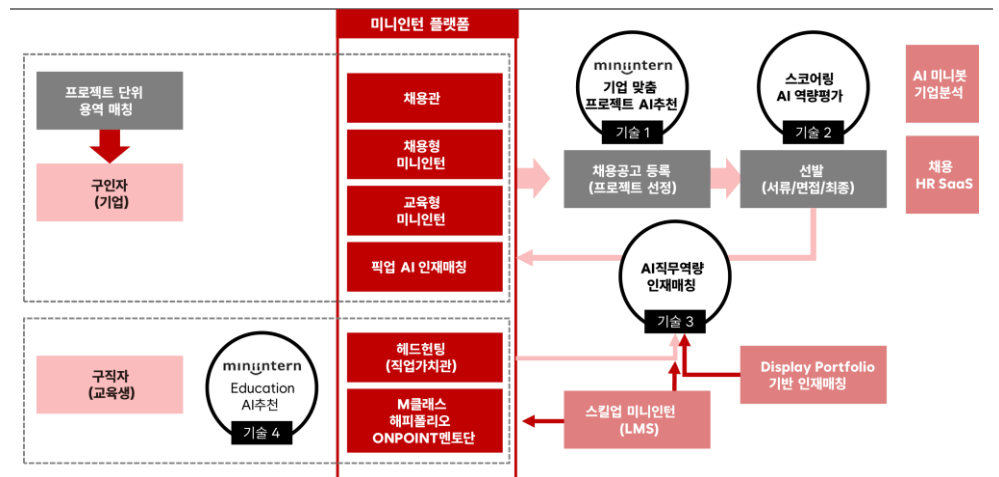 미니인턴 플랫폼
프로젝트 단위
용역 매칭
구인자
(기업)
채용관
채용형
미니인턴
교육형
미니인턴
픽업 AI 인재매칭
miniintern
기업 맞춤
프로젝트 AI추천
기술 1
스코어링
AI 역량평가
기술 2
AI 미니봇
기업분석
채용공고 등록
(프로젝트 선정)
선발
(서류/면접/최종)
채용
HR SaaS
AI직무역량
인재매칭
기술 3
구직자
(교육생)
miniintern
Education
AI추천
기술 4
헤드헌팅
(직업가치관)
M클래스
해피폴리오
ONPOINT멘토단
스킬업 미니인턴
(LMS)
Display Portfolio
기반 인재매칭